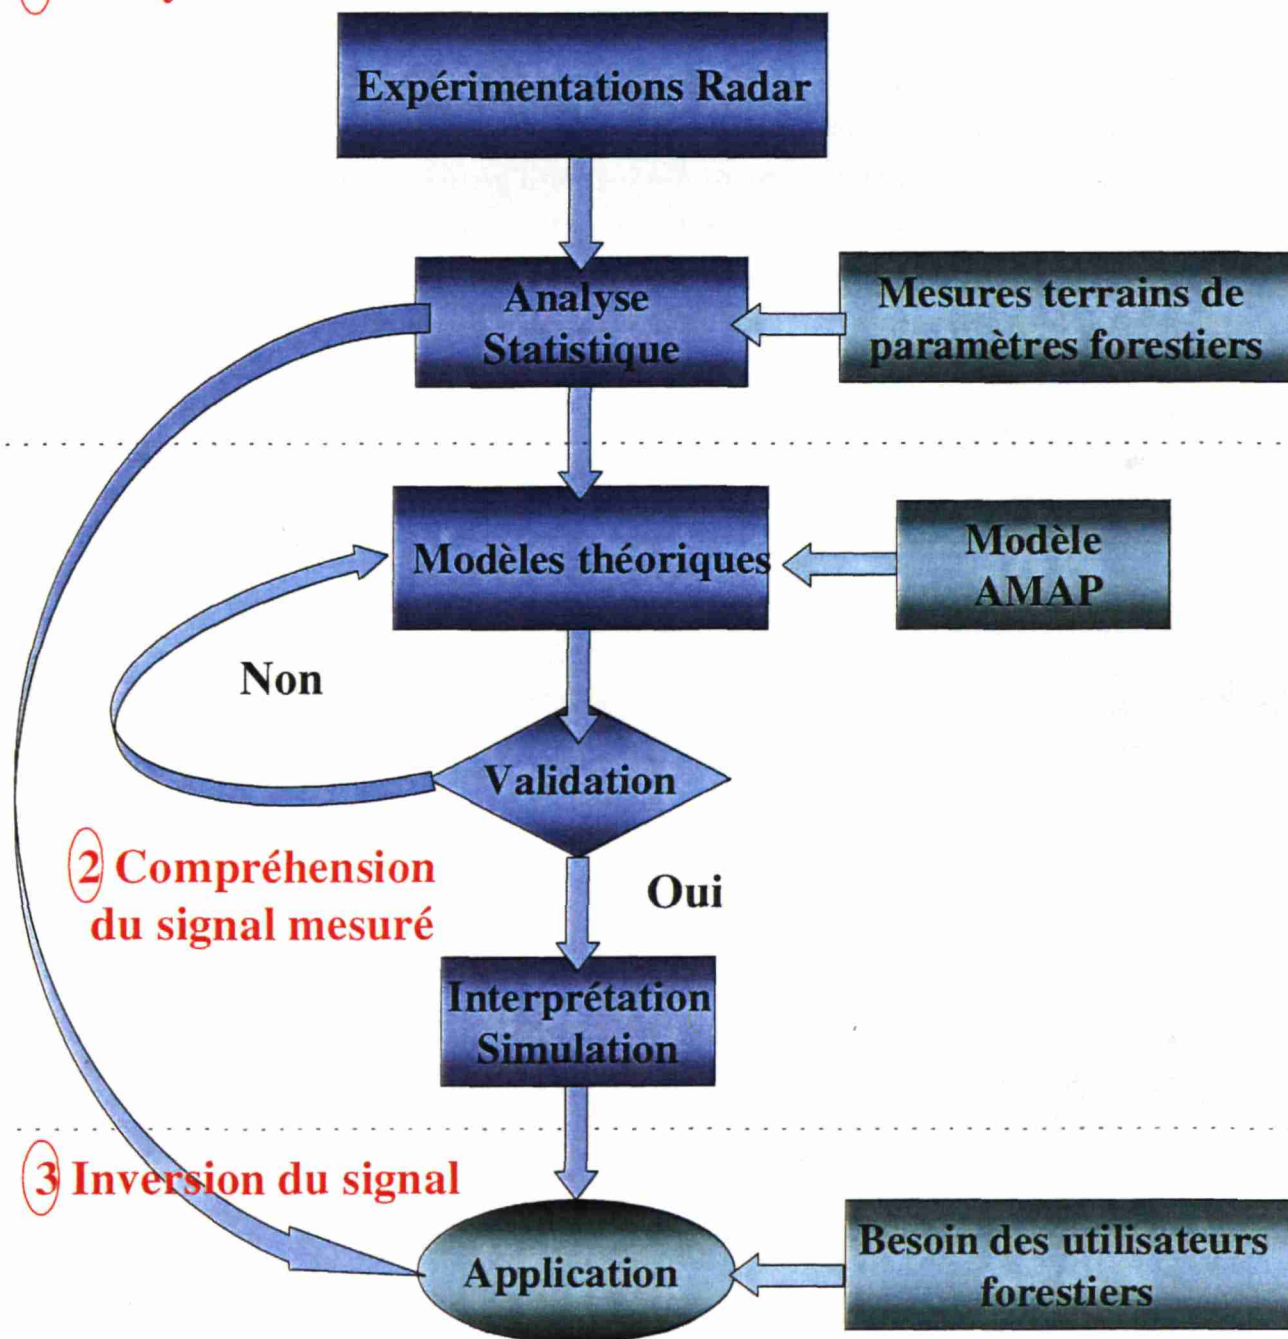 Expérimentations Radar
Analyse
Statistique
Mesures terrains de
paramètres forestiers
Modèles théoriques
Modèle
AMAP
Non
Validation
2 Compréhension
du signal mesuré
Oui
Interprétation
Simulation
3 Inversion du signal
Application
Besoin des utilisateurs
forestiers